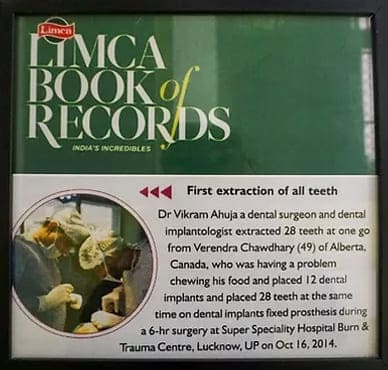 Limca
LIMCA
BOOK of
RECORDS
INDIA'S INCREDIBLES
First extraction of all teeth
Dr Vikram Ahuja a dental surgeon and dental
implantologist extracted 28 teeth at one go
from Verendra Chawdhary (49) of Alberta,
Canada, who was having a problem
chewing his food and placed 12 dental
implants and placed 28 teeth at the same
time on dental implants fixed prosthesis during
a 6-hr surgery at Super Speciality Hospital Burn &
Trauma Centre, Lucknow, UP on Oct 16, 2014.